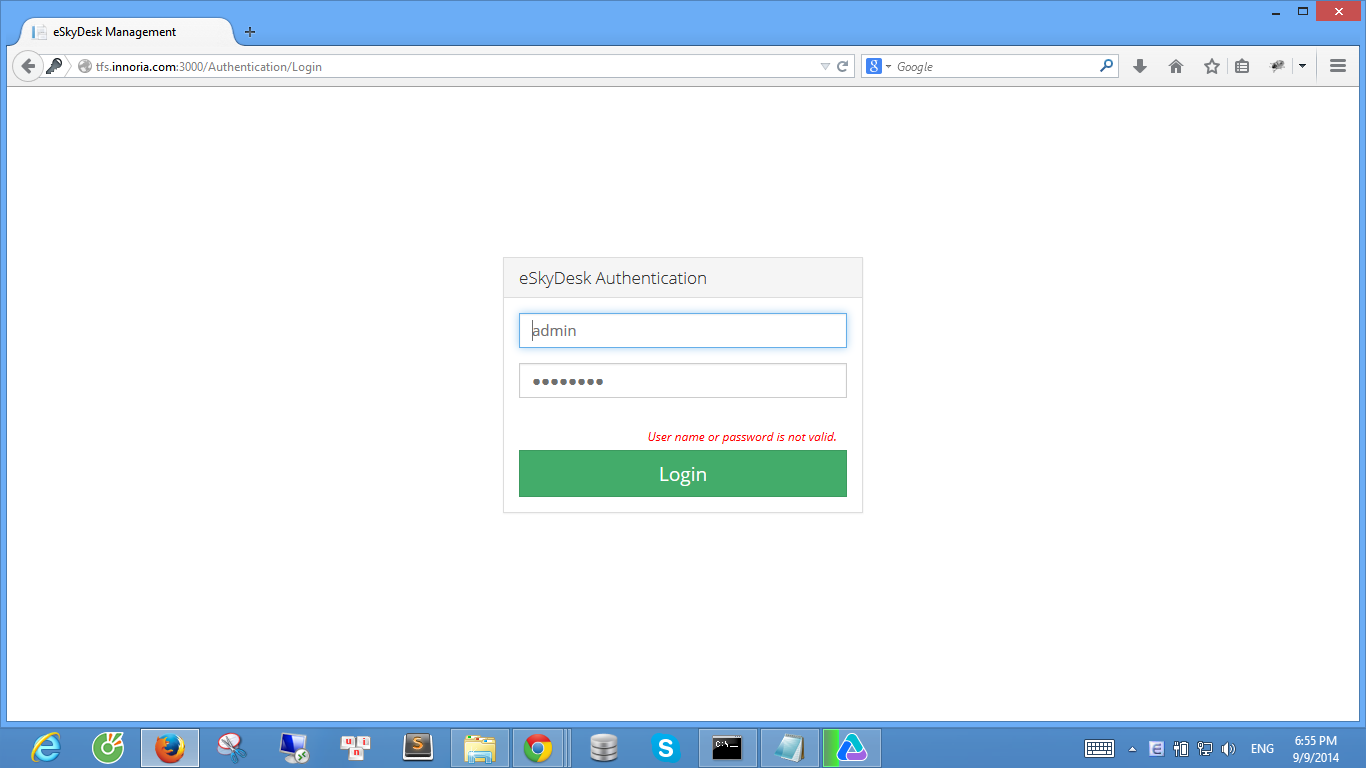 eSkyDesk Management
tfs.innoria.com:3000/Authentication/Login
Google
eSkyDesk Authentication
admin
User name or password is not valid.
Login
ENG
6:55 PM
9/9/2014